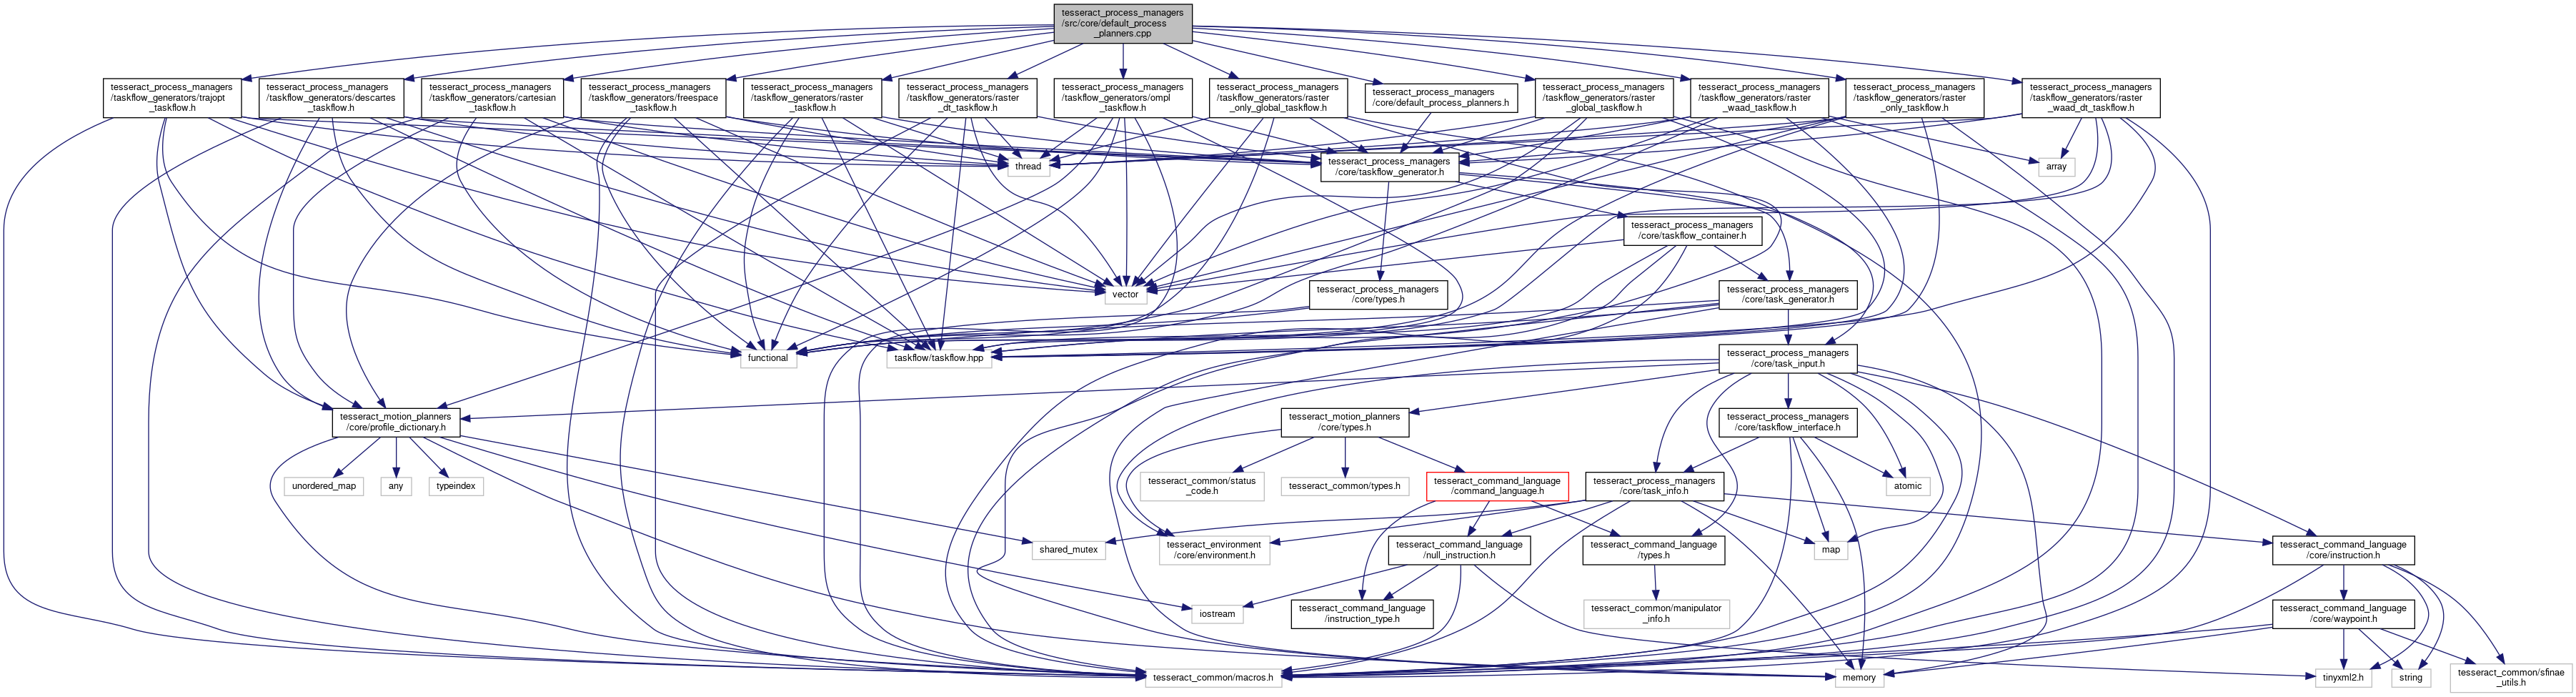 tesseract_process_managers
/src/core/default_process
_planners.cpp
tesseract_process_managers
/taskflow_generators/trajopt
_taskflow.h
tesseract_process_managers
/taskflow_generators/descartes
_taskflow.h
tesseract_process_managers
/taskflow_generators/cartesian
_taskflow.h
tesseract_process_managers
/taskflow_generators/freespace
_taskflow.h
tesseract_process_managers
/taskflow_generators/raster
_taskflow.h
tesseract_process_managers
/taskflow_generators/raster
_dt_taskflow.h
tesseract_process_managers
/taskflow_generators/ompl
_taskflow.h
tesseract_process_managers
/taskflow_generators/raster
_only_global_taskflow.h
tesseract_process_managers
/core/default_process_planners.h
tesseract_process_managers
/taskflow_generators/raster
_global_taskflow.h
tesseract_process_managers
/taskflow_generators/raster
_waad_taskflow.h
tesseract_process_managers
/taskflow_generators/raster
_only_taskflow.h
tesseract_process_managers
/taskflow_generators/raster
_waad_dt_taskflow.h
thread
tesseract_process_managers
/core/taskflow_generator.h
array
tesseract_process_managers
/core/taskflow_container.h
vector
tesseract_process_managers
/core/types.h
tesseract_process_managers
/core/task_generator.h
functional
taskflow/taskflow.hpp
tesseract_process_managers
/core/task_input.h
tesseract_motion_planners
/core/profile_dictionary.h
tesseract_motion_planners
/core/types.h
tesseract_process_managers
/core/taskflow_interface.h
unordered_map
any
typeindex
tesseract_common/status
_code.h
tesseract_common/types.h
tesseract_command_language
/command_language.h
tesseract_process_managers
/core/task_info.h
atomic
shared_mutex
tesseract_environment
/core/environment.h
tesseract_command_language
/null_instruction.h
tesseract_command_language
/types.h
map
tesseract_command_language
/core/instruction.h
iostream
tesseract_command_language
/instruction_type.h
tesseract_common/manipulator
_info.h
tesseract_command_language
/core/waypoint.h
tesseract_common/macros.h
memory
tinyxml2.h
string
tesseract_common/sfinae
_utils.h